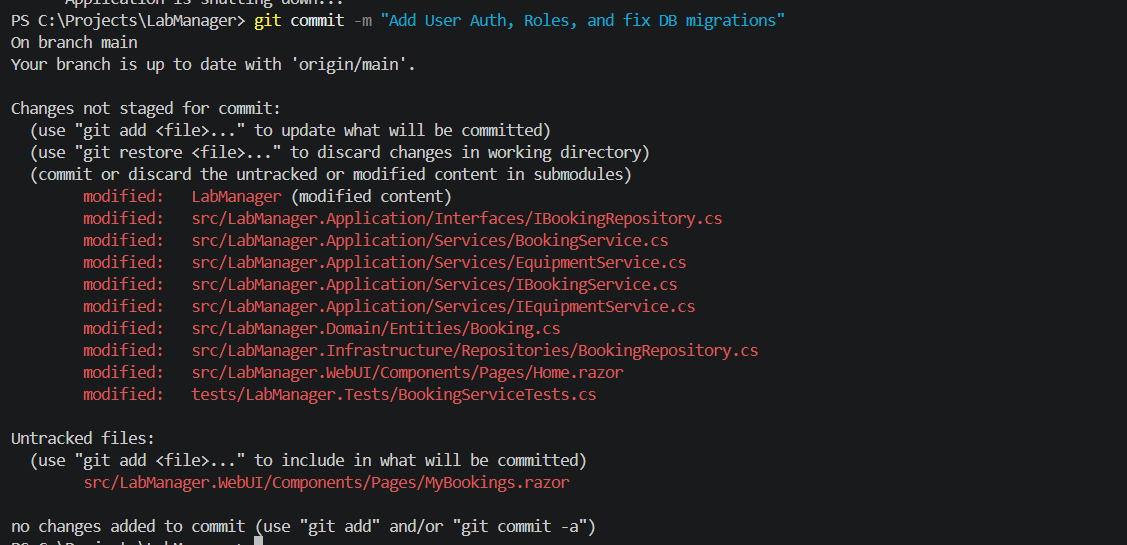 Application is shutting down...
PS C:\Projects\LabManager> git commit -m "Add User Auth, Roles, and fix DB migrations"
On branch main
Your branch is up to date with 'origin/main'.

Changes not staged for commit:
  (use "git add <file>..." to update what will be committed)
  (use "git restore <file>..." to discard changes in working directory)
  (commit or discard the untracked or modified content in submodules)
        modified:   LabManager (modified content)
        modified:   src/LabManager.Application/Interfaces/IBookingRepository.cs
        modified:   src/LabManager.Application/Services/BookingService.cs
        modified:   src/LabManager.Application/Services/EquipmentService.cs
        modified:   src/LabManager.Application/Services/IBookingService.cs
        modified:   src/LabManager.Application/Services/IEquipmentService.cs
        modified:   src/LabManager.Domain/Entities/Booking.cs
        modified:   src/LabManager.Infrastructure/Repositories/BookingRepository.cs
        modified:   src/LabManager.WebUI/Components/Pages/Home.razor
        modified:   tests/LabManager.Tests/BookingServiceTests.cs

Untracked files:
  (use "git add <file>..." to include in what will be committed)
        src/LabManager.WebUI/Components/Pages/MyBookings.razor

no changes added to commit (use "git add" and/or "git commit -a")
PS C:\Projects\LabManager>